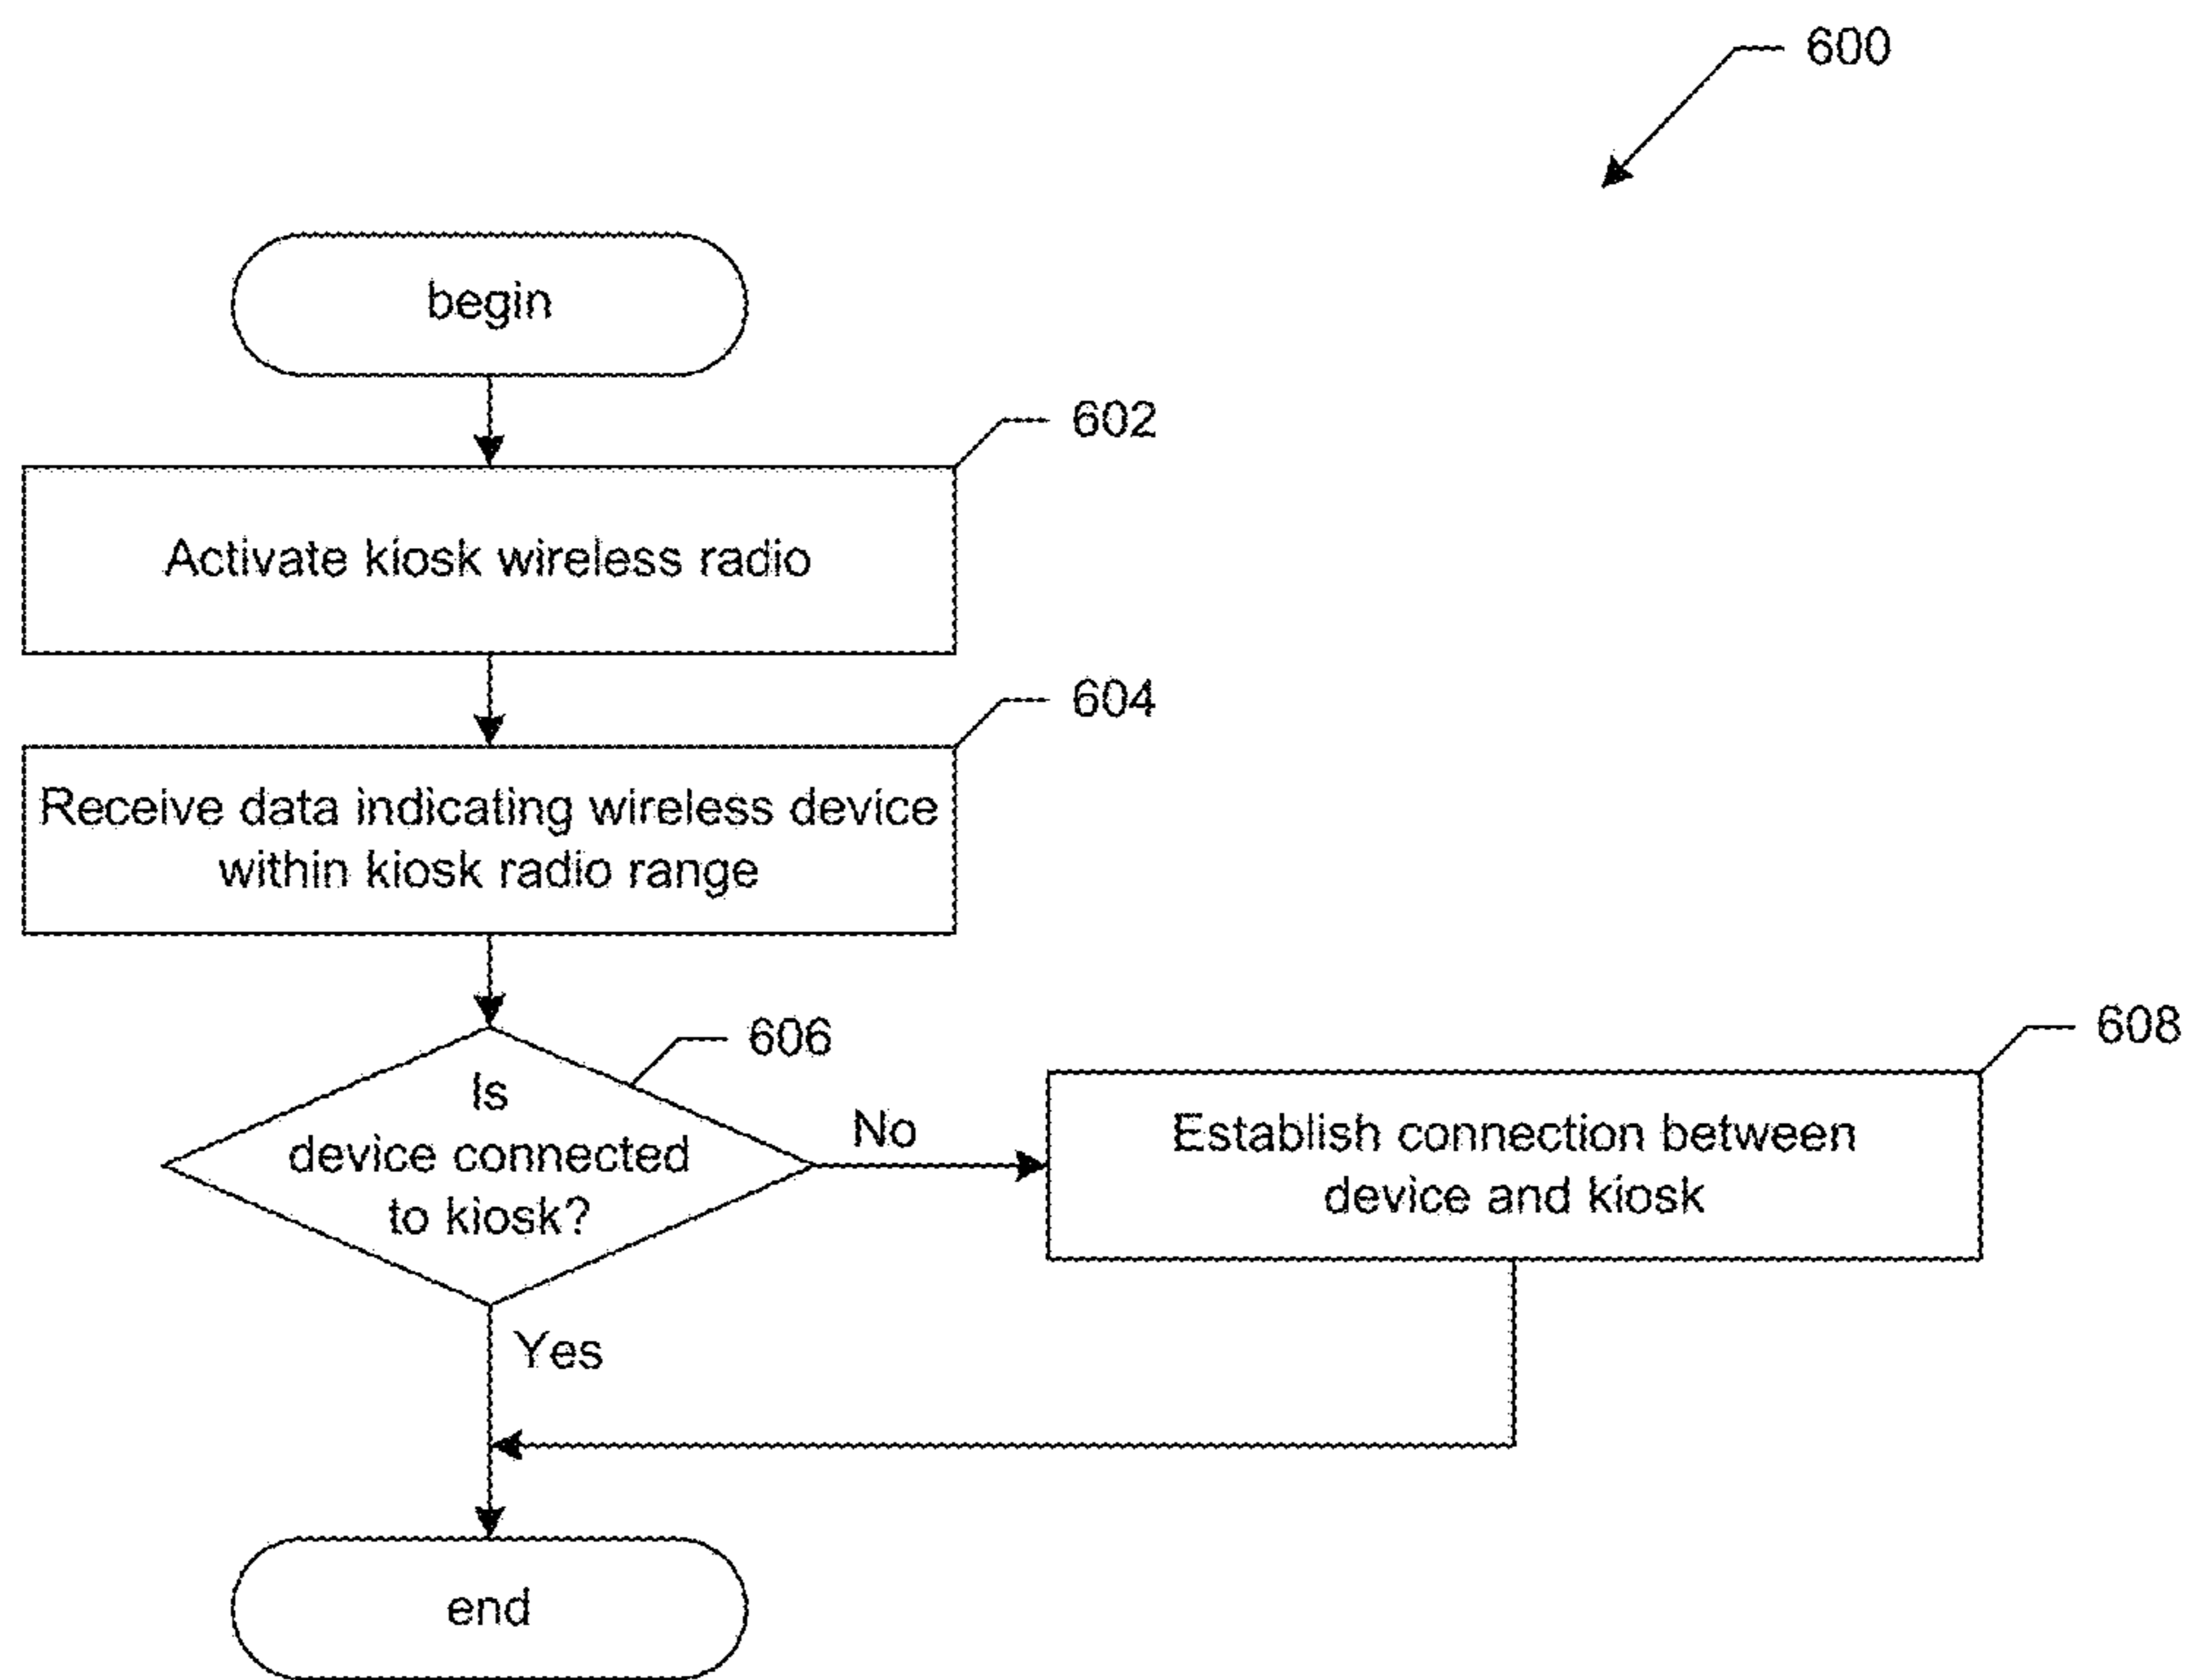 600
begin
602
Activate kiosk wireless radio
604
Receive data indicating wireless device
within kiosk radio range
606
Is
device connected
to kiosk?
No
608
Establish connection between
device and kiosk
Yes
end